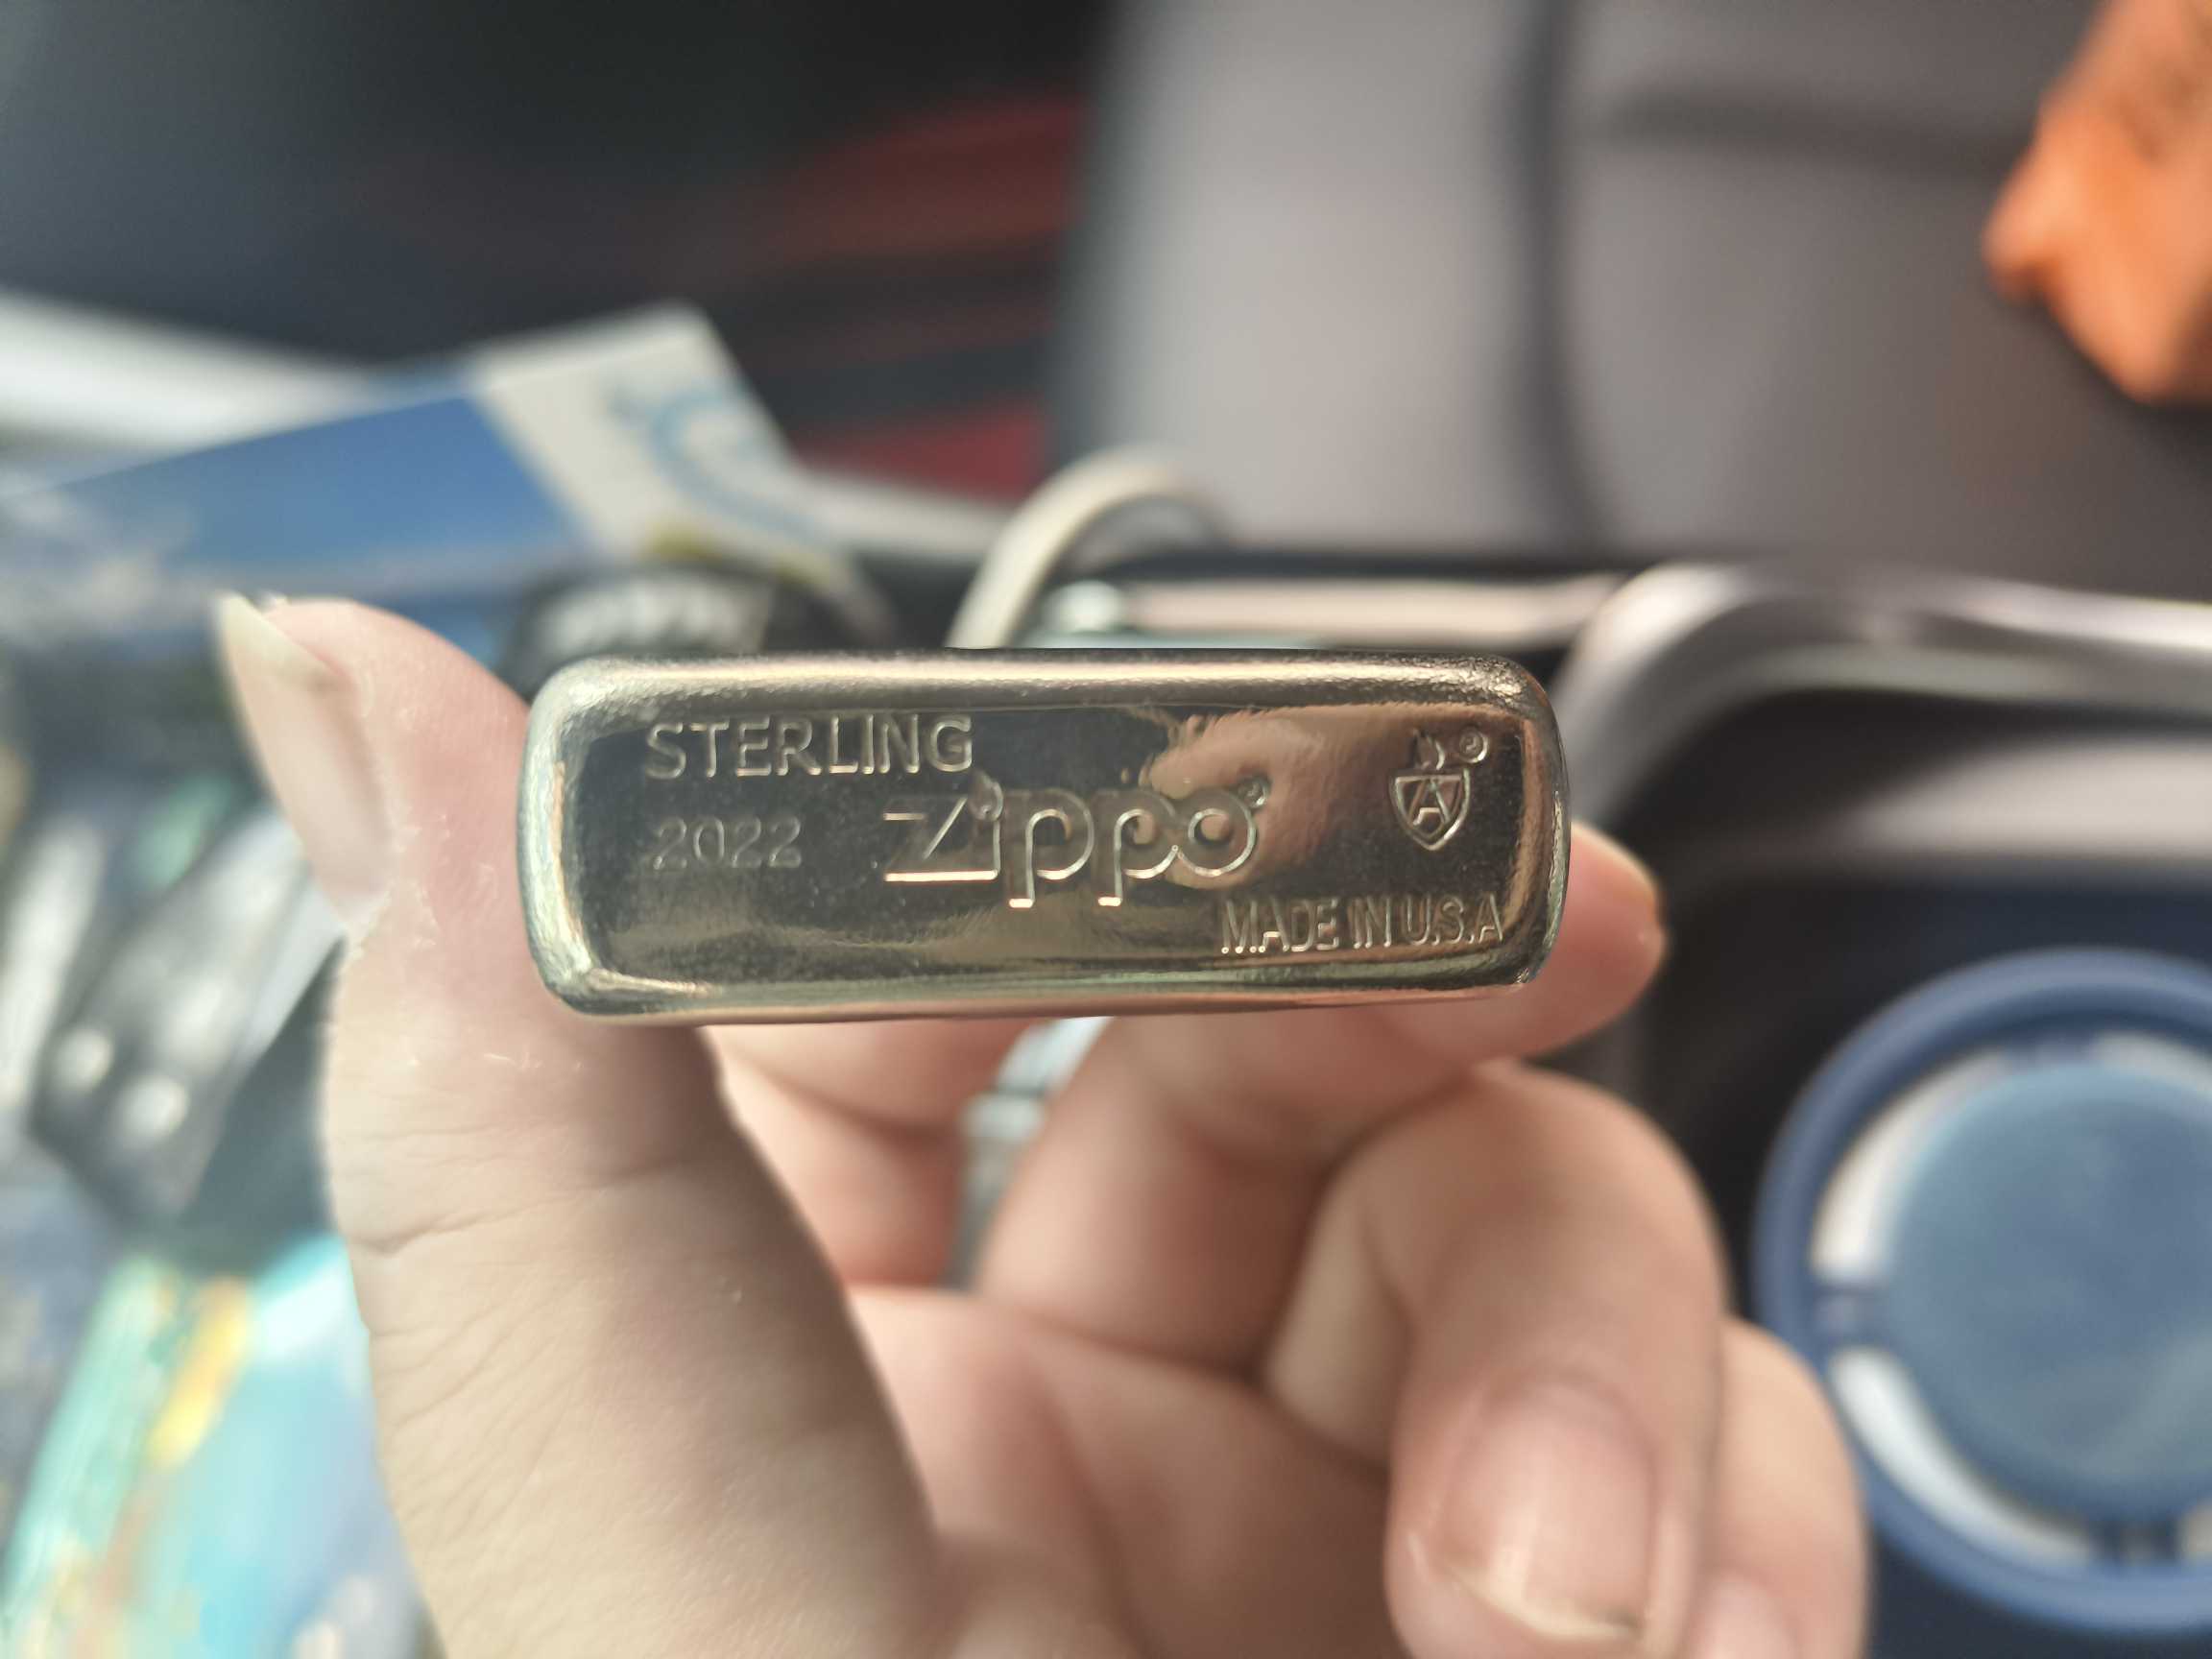 STERLING
2022 Zippo®
A ®
MADE IN U.S.A